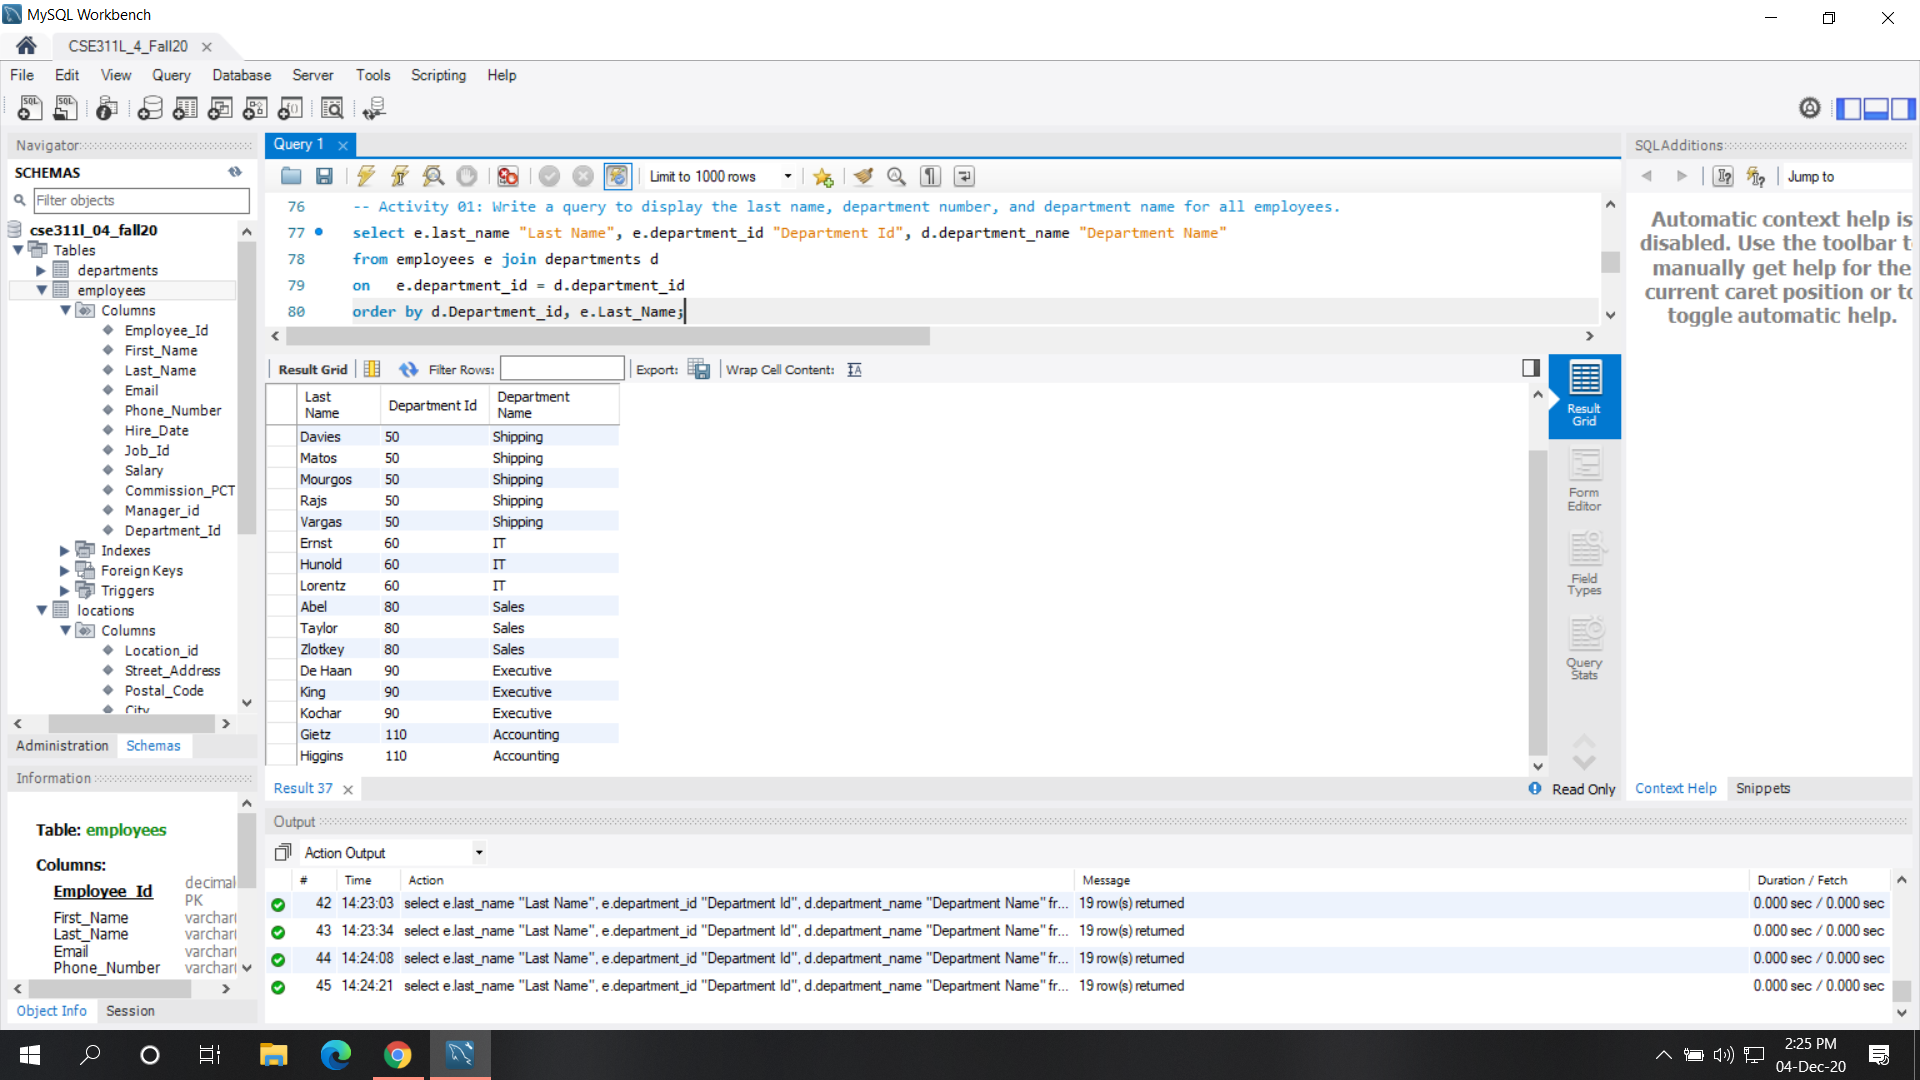 MySQL Workbench
CSE311L_4_Fall20
File Edit View Query Database Server Tools Scripting Help
Navigator
SCHEMAS
Filter objects
cse311l_04_fall20
Tables
departments
employees
Columns
Employee_Id
First_Name
Last_Name
Email
Phone_Number
Hire_Date
Job_Id
Salary
Commission_PCT
Manager_id
Department_Id
Indexes
Foreign Keys
Triggers
locations
Columns
Location_id
Street_Address
Postal_Code
City
Administration Schemas
Information
Table: employees
Columns:
Employee_Id decimal
PK
First_Name varchar(
Last_Name varchar(
Email varchar(
Phone_Number varchar(
Object Info Session
Query 1
Limit to 1000 rows
76 -- Activity 01: Write a query to display the last name, department number, and department name for all employees.
77 select e.last_name "Last Name", e.department_id "Department Id", d.department_name "Department Name"
78 from employees e join departments d
79 on e.department_id = d.department_id
80 order by d.Department_id, e.Last_Name;
Result Grid Filter Rows: Export: Wrap Cell Content:
Last Name Department Id Department Name
Davies 50 Shipping
Matos 50 Shipping
Mourgos 50 Shipping
Rajs 50 Shipping
Vargas 50 Shipping
Ernst 60 IT
Hunold 60 IT
Lorentz 60 IT
Abel 80 Sales
Taylor 80 Sales
Zlotkey 80 Sales
De Haan 90 Executive
King 90 Executive
Kochar 90 Executive
Gietz 110 Accounting
Higgins 110 Accounting
Result Grid
Form Editor
Field Types
Query Stats
Result 37
Read Only
SQLAdditions
Jump to
Automatic context help is
disabled. Use the toolbar t
manually get help for the
current caret position or to
toggle automatic help.
Context Help Snippets
Output
Action Output
# Time Action Message Duration / Fetch
42 14:23:03 select e.last_name "Last Name", e.department_id "Department Id", d.department_name "Department Name" fr... 19 row(s) returned 0.000 sec / 0.000 sec
43 14:23:34 select e.last_name "Last Name", e.department_id "Department Id", d.department_name "Department Name" fr... 19 row(s) returned 0.000 sec / 0.000 sec
44 14:24:08 select e.last_name "Last Name", e.department_id "Department Id", d.department_name "Department Name" fr... 19 row(s) returned 0.000 sec / 0.000 sec
45 14:24:21 select e.last_name "Last Name", e.department_id "Department Id", d.department_name "Department Name" fr... 19 row(s) returned 0.000 sec / 0.000 sec
2:25 PM
04-Dec-20